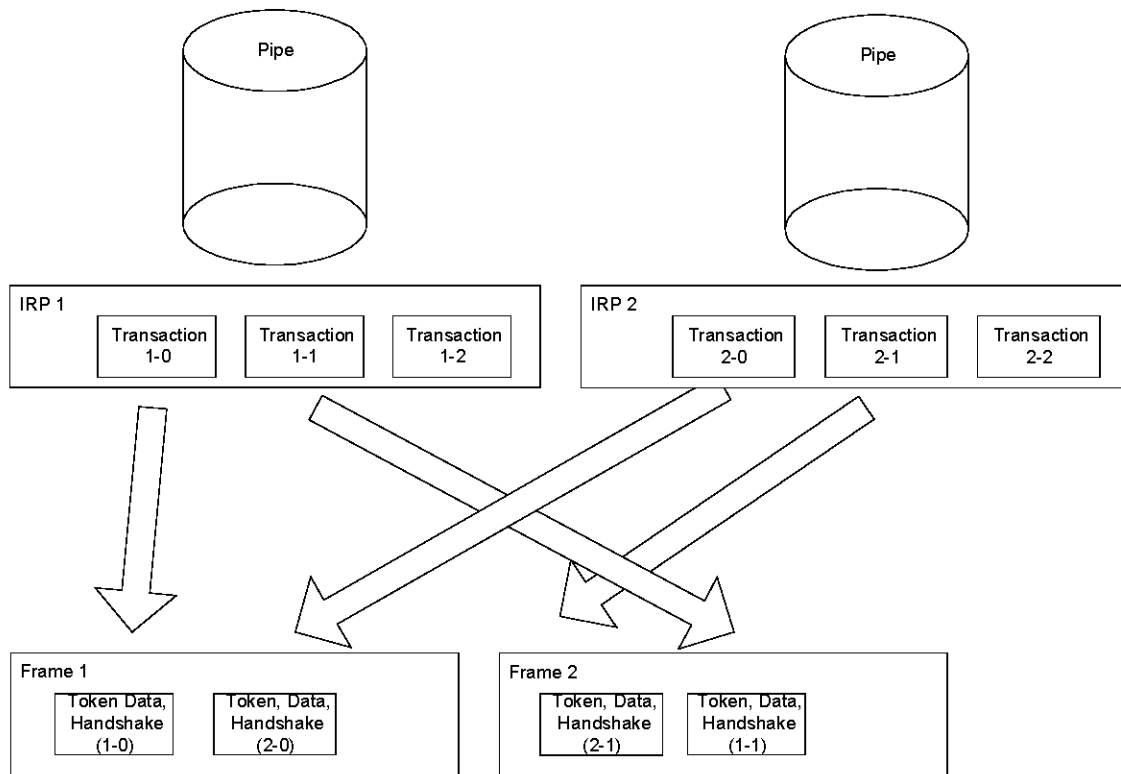 Pipe
Pipe
IRP 1
Transaction
1-0
Transaction
1-1
Transaction
1-2
IRP 2
Transaction
2-0
Transaction
2-1
Transaction
2-2
Frame 1
Token Data,
Handshake
(1-0)
Token, Data,
Handshake
(2-0)
Frame 2
Token, Data,
Handshake
(2-1)
Token, Data,
Handshake
(1-1)